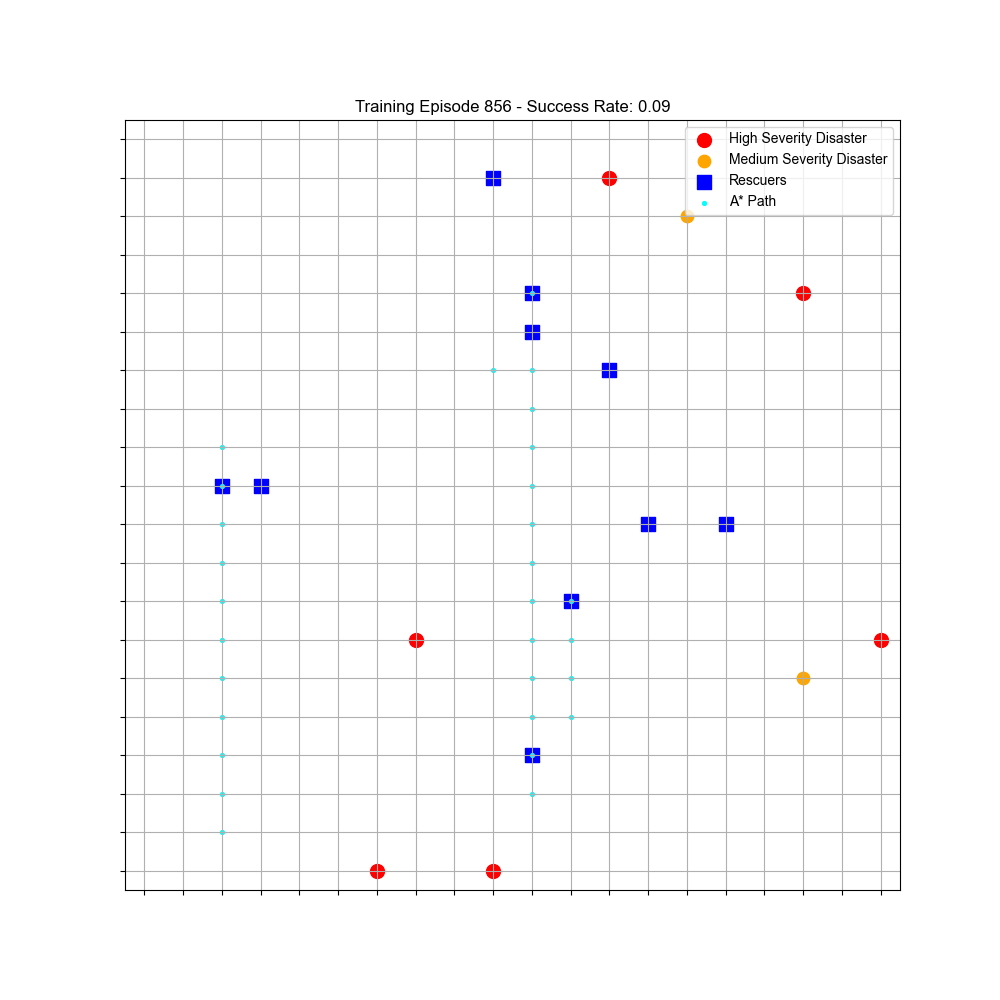 Training Episode 856 - Success Rate: 0.09
High Severity Disaster
Medium Severity Disaster
Rescuers
A* Path